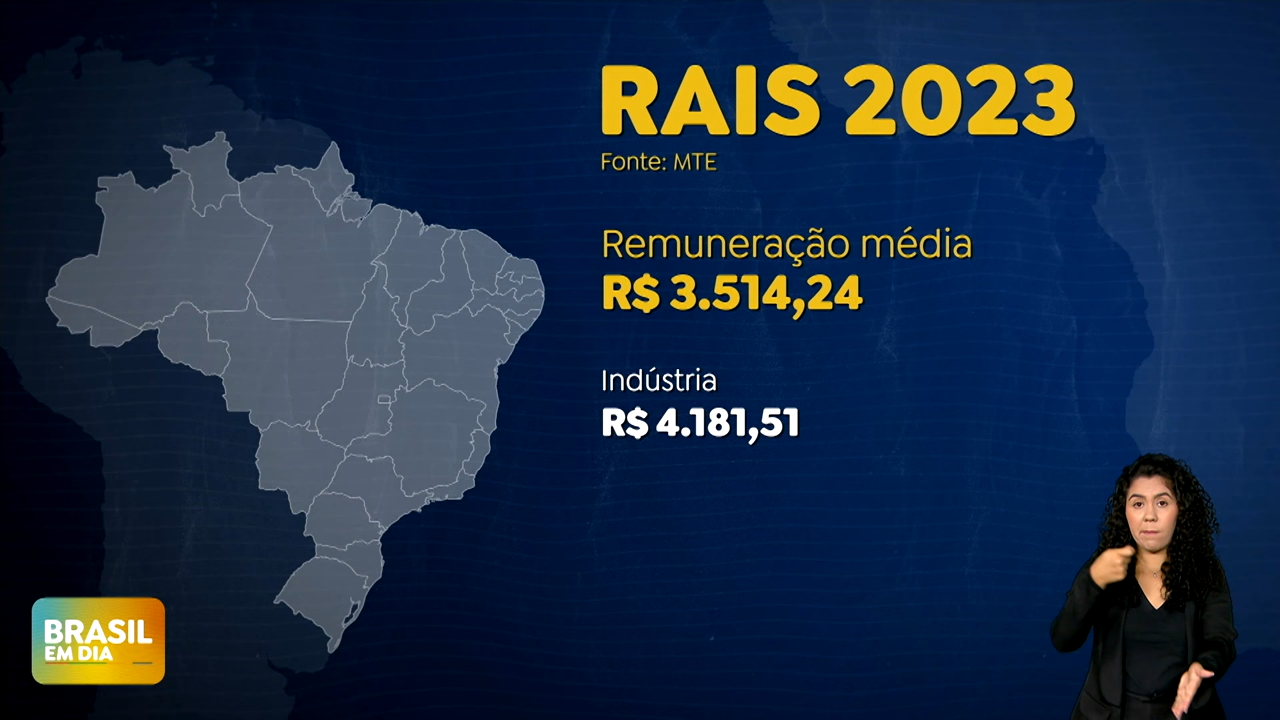 RAIS 2023
Fonte: MTE
Remuneração média
R$ 3.514,24
Indústria
R$ 4.181,51
BRASIL
EM DIA